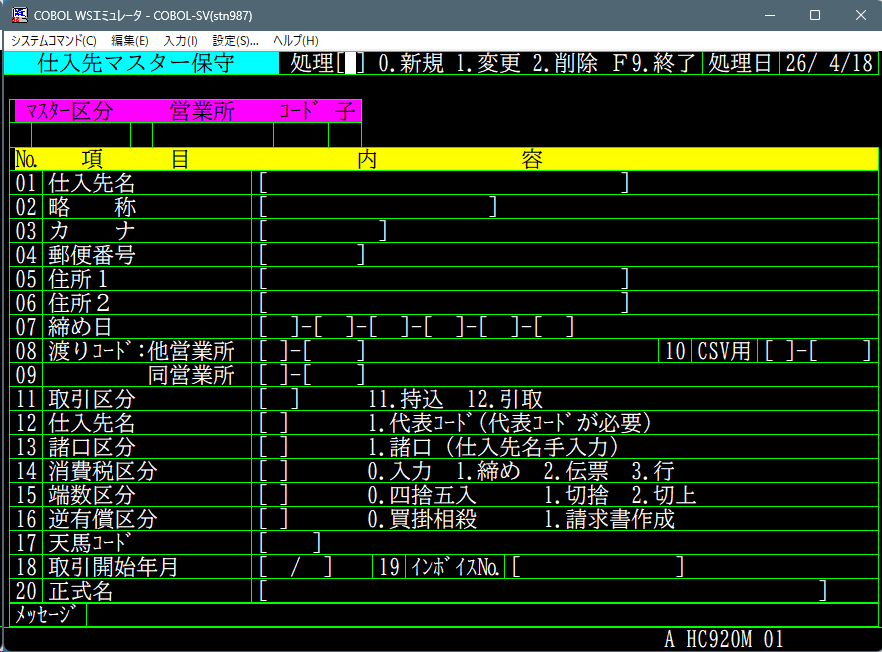 COBOL WSエミュレータ - COBOL-SV(stn987)
システムコマンド(C) 編集(E) 入力(I) 設定(S)... ヘルプ(H)
仕入先マスター保守 処理[ ] 0.新規 1.変更 2.削除 F9.終了 処理日 26/ 4/18
ﾏｽﾀｰ区分 営業所 ｺｰﾄﾞ 子
No. 項 目 内 容
01 仕入先名 [ ]
02 略 称 [ ]
03 カ ナ [ ]
04 郵便番号 [ ]
05 住所1 [ ]
06 住所2 [ ]
07 締め日 [ ]-[ ]-[ ]-[ ]-[ ]-[ ]
08 渡りｺｰﾄﾞ:他営業所 [ ]-[ ] 10 CSV用 [ ]-[ ]
09 同営業所 [ ]-[ ]
11 取引区分 [ ] 11.持込 12.引取
12 仕入先名 [ ] 1.代表ｺｰﾄﾞ(代表ｺｰﾄﾞが必要)
13 諸口区分 [ ] 1.諸口 (仕入先名手入力)
14 消費税区分 [ ] 0.入力 1.締め 2.伝票 3.行
15 端数区分 [ ] 0.四捨五入 1.切捨 2.切上
16 逆有償区分 [ ] 0.買掛相殺 1.請求書作成
17 天馬ｺｰﾄﾞ [ ]
18 取引開始年月 [ / ] 19 ｲﾝﾎﾞｲｽNo. [ ]
20 正式名 [ ]
ﾒｯｾｰｼﾞ
A HC920M 01